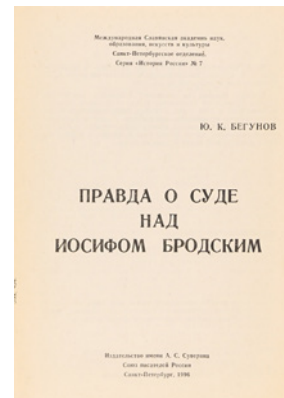 Международная Славянская академия наук,
образования, искусств и культуры
Санкт-Петербургское отделение.
Серия «История России» № 7
Ю. К. БЕГУНОВ
ПРАВДА О СУДЕ
НАД
ИОСИФОМ БРОДСКИМ
Издательство имени А. С. Суворина
Союз писателей России
Санкт-Петербург, 1996